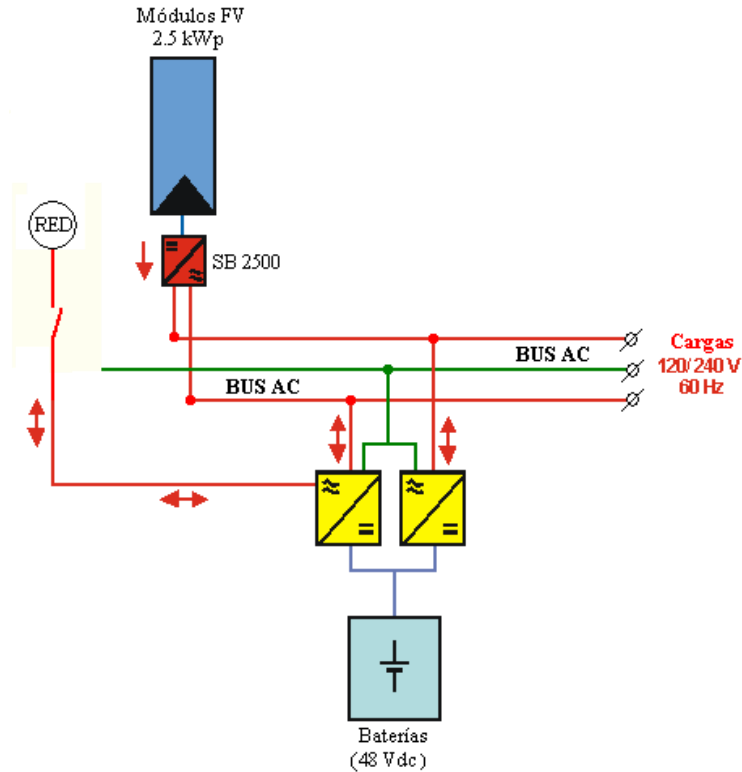 Módulos FV
2.5 kWp
RED
SB 2500
BUS AC
Cargas
120/240 V
60 Hz
BUS AC
Baterías
(48 Vdc)